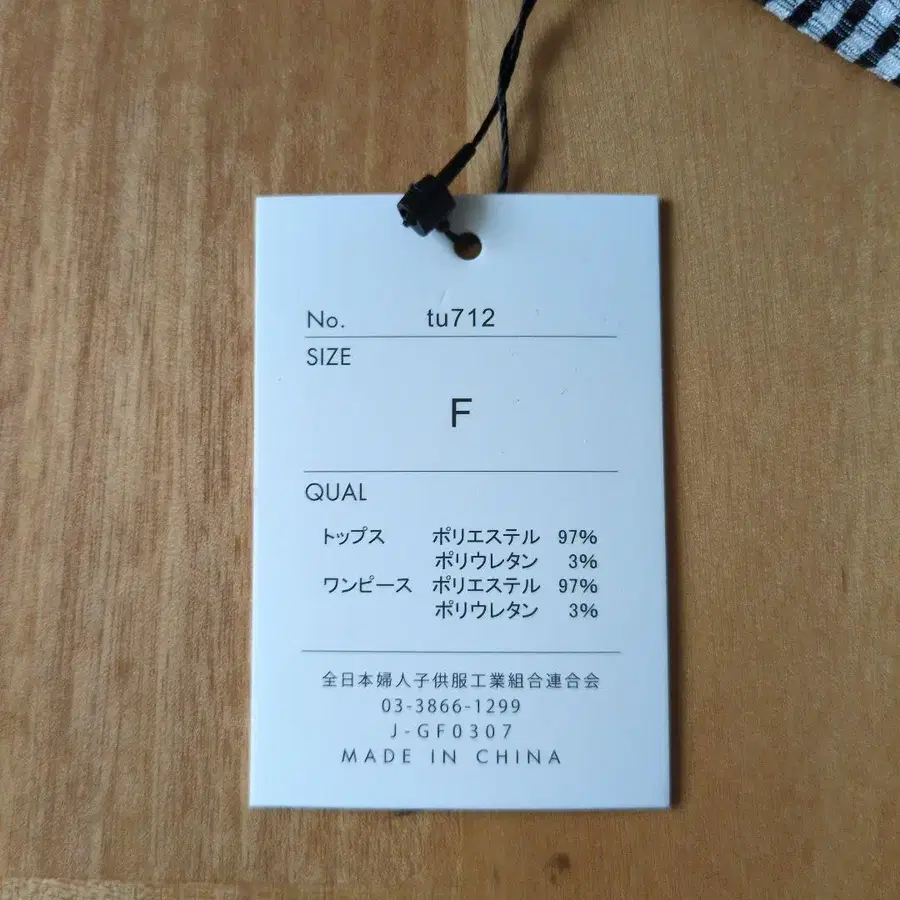 No. tu712
SIZE
F
QUAL
トップス ポリエステル 97%
ポリウレタン 3%
ワンピース ポリエステル 97%
ポリウレタン 3%
全日本婦人子供服工業組合連合会
03-3866-1299
J-GF0307
MADE IN CHINA